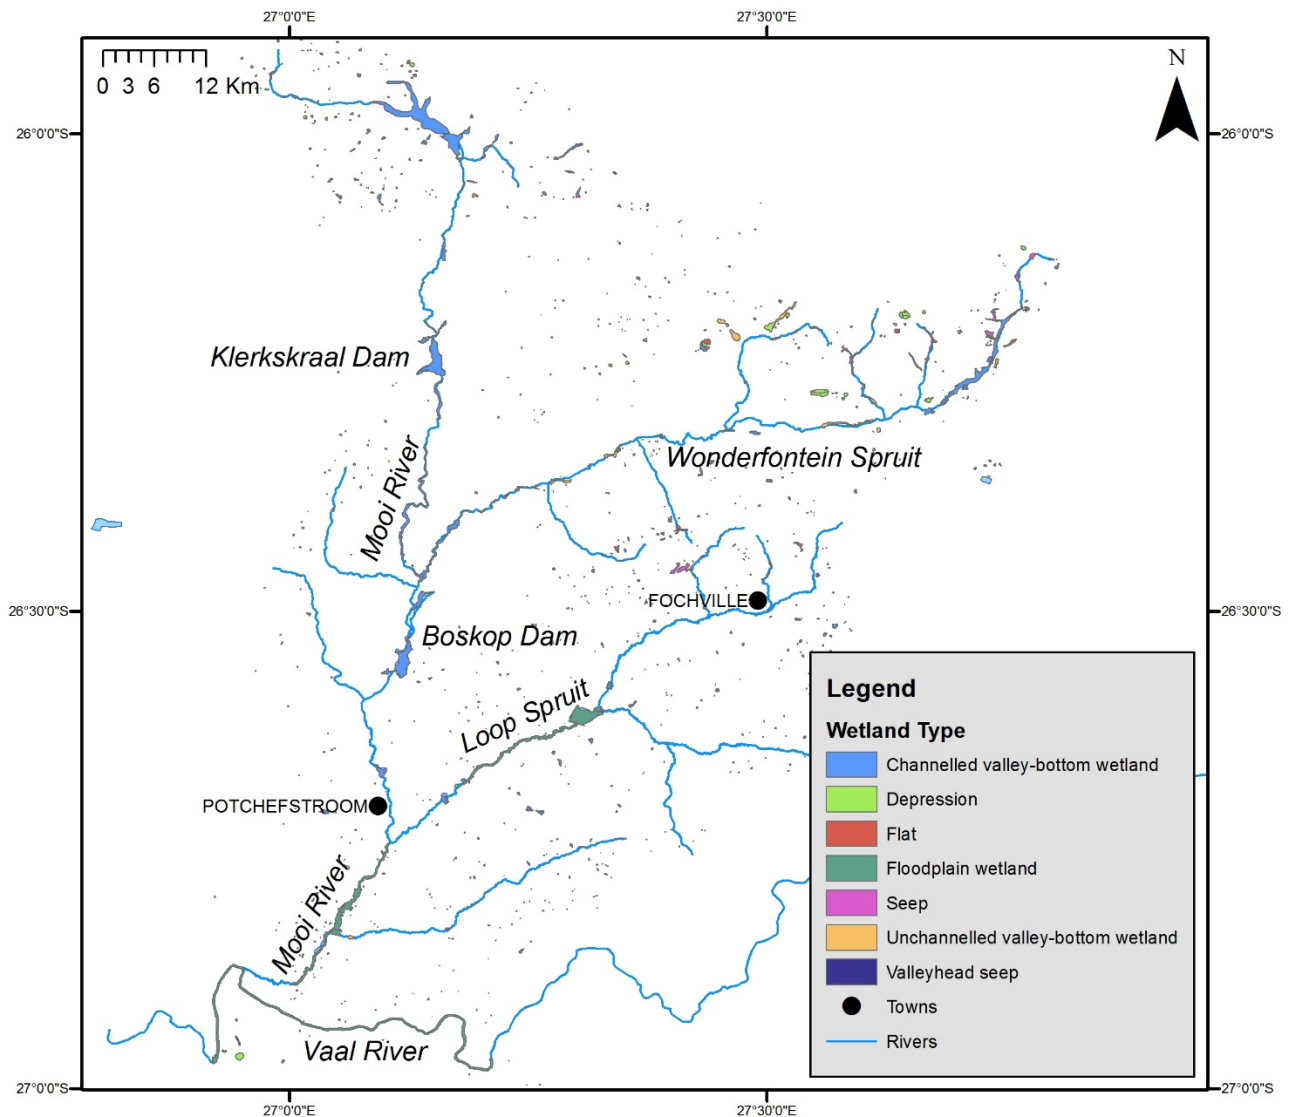 27°0'0"E 27°30'0"E
0 3 6 12 Km
N
26°0'0"S 26°0'0"S
Klerkskraal Dam
Mooi River
Wonderfontein Spruit
FOCHVILLE
26°30'0"S 26°30'0"S
Boskop Dam
Loop Spruit
POTCHEFSTROOM
Mooi River
Vaal River
Legend
Wetland Type
Channelled valley-bottom wetland
Depression
Flat
Floodplain wetland
Seep
Unchannelled valley-bottom wetland
Valleyhead seep
Towns
Rivers
27°0'0"S 27°0'0"S
27°0'0"E 27°30'0"E